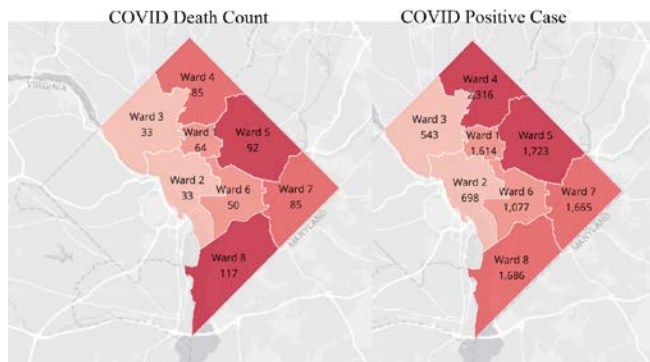 COVID Death Count
VIRGINIA
Ward 4
85
Ward 3
33
Ward 1
64
Ward 5
92
Ward 2
33
Ward 6
50
Ward 7
85
MARYLAND
Ward 8
117
COVID Positive Case
Ward 4
2,316
Ward 3
543
Ward 1
1,614
Ward 5
1,723
Ward 2
698
Ward 6
1,077
Ward 7
1,665
MARYLAND
Ward 8
1,686